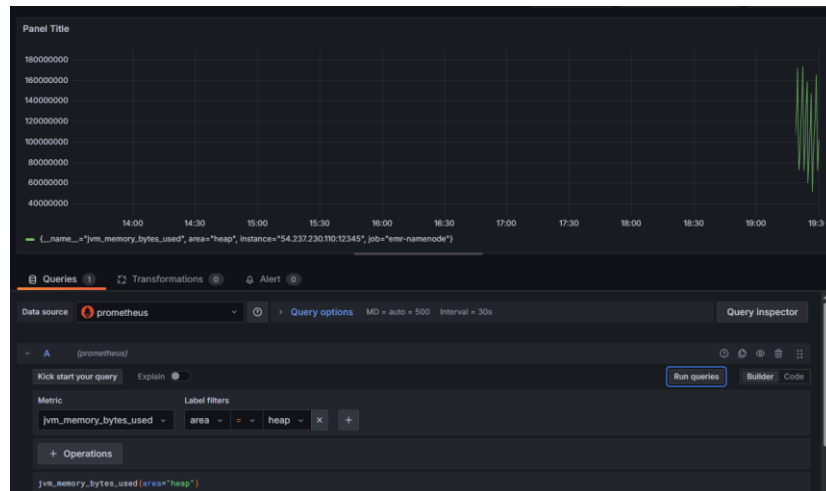 Panel Title
180000000
160000000
140000000
120000000
100000000
80000000
60000000
40000000
14:00 14:30 15:00 15:30 16:00 16:30 17:00 17:30 18:00 18:30 19:00 19:3
{__name__="jvm_memory_bytes_used", area="heap", instance="54.237.230.110:12345", job="emr-namenode"}
Queries 1 Transformations 0 Alert 0
Data source prometheus Query options MD = auto = 500 Interval = 30s Query inspector
A (prometheus)
Kick start your query Explain Run queries Builder Code
Metric Label filters
jvm_memory_bytes_used area = heap × +
+ Operations
jvm_memory_bytes_used{area="heap"}